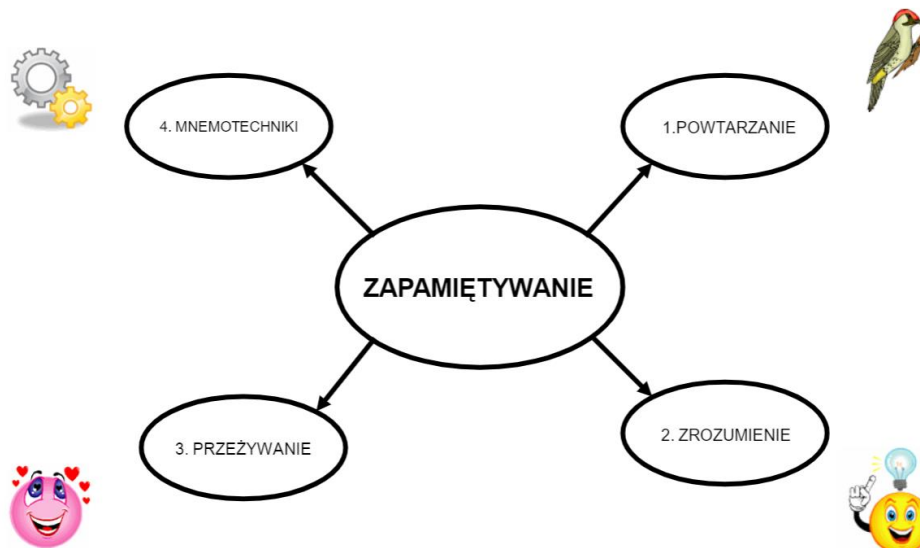 4. MNEMOTECHNIKI
1.POWTARZANIE
ZAPAMIĘTYWANIE
3. PRZEŻYWANIE
2. ZROZUMIENIE